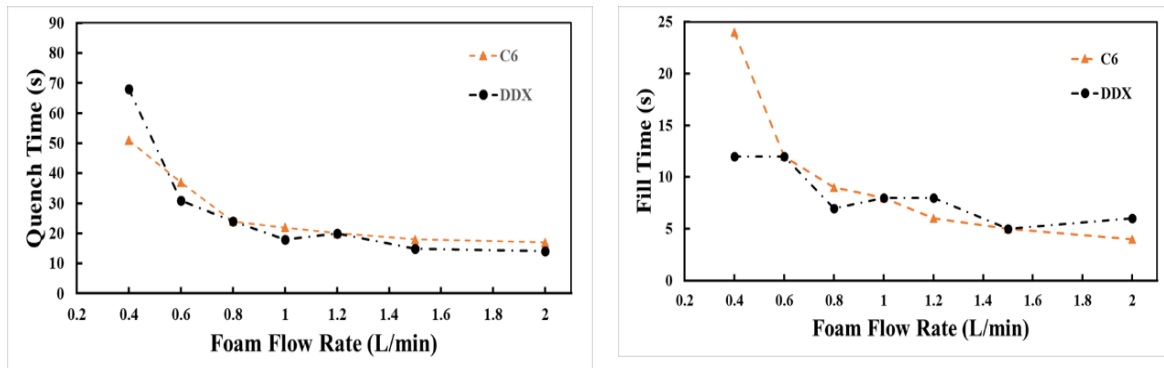 Quench Time (s)
90
80
70
60
50
40
30
20
10
0
C6
DDX
0.2 0.4 0.6 0.8 1 1.2 1.4 1.6 1.8 2
Foam Flow Rate (L/min)
Fill Time (s)
25
20
15
10
5
0
C6
DDX
0.2 0.4 0.6 0.8 1 1.2 1.4 1.6 1.8 2
Foam Flow Rate (L/min)